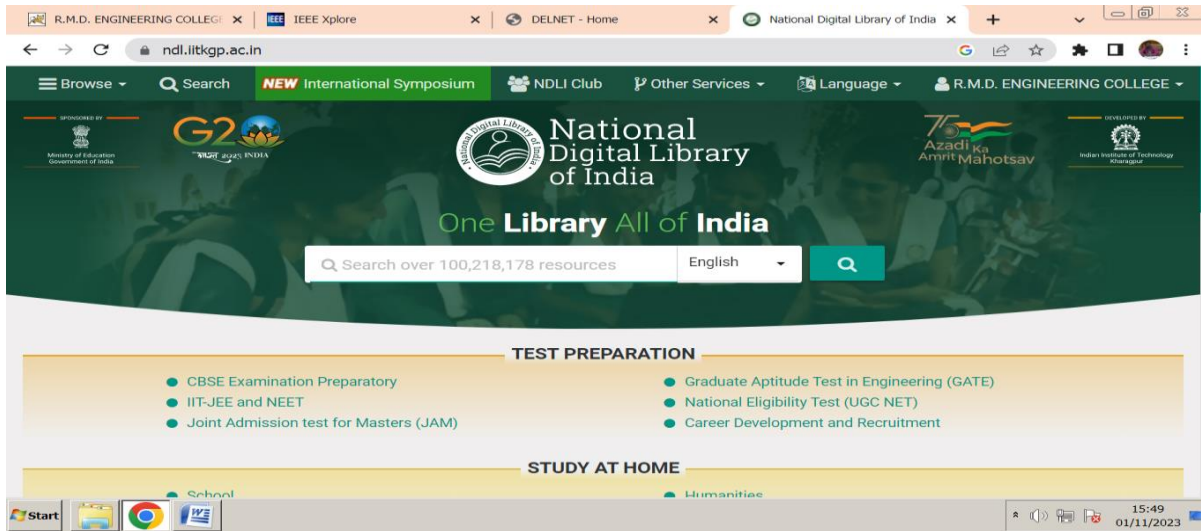 R.M.D. ENGINEERING COLLEGE
IEEE IEEE Xplore
DELNET - Home
National Digital Library of India
ndl.iitkgp.ac.in
Browse
Search
NEW International Symposium
NDLI Club
Other Services
Language
R.M.D. ENGINEERING COLLEGE
SPONSORED BY
Ministry of Education
Government of India
G20
भारत 2023 INDIA
National
Digital Library
of India
75
Azadi Ka
Amrit Mahotsav
DEVELOPED BY
Indian Institute of Technology
Kharagpur
One Library All of India
Search over 100,218,178 resources
English
TEST PREPARATION
CBSE Examination Preparatory
IIT-JEE and NEET
Joint Admission test for Masters (JAM)
Graduate Aptitude Test in Engineering (GATE)
National Eligibility Test (UGC NET)
Career Development and Recruitment
STUDY AT HOME
School
Humanities
Start
15:49
01/11/2023